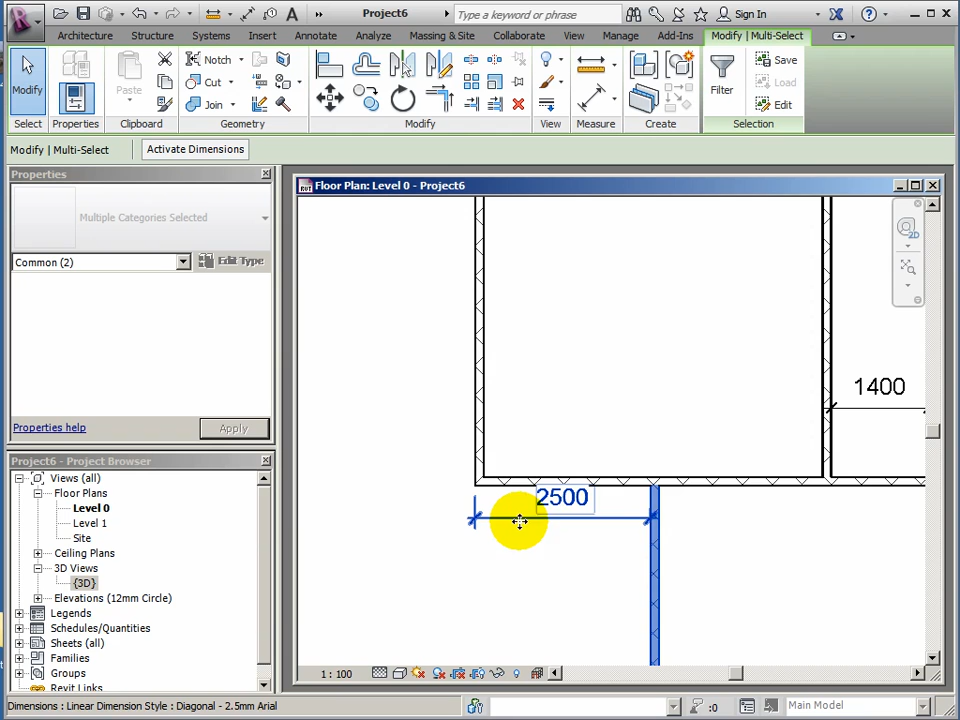 Project6
Type a keyword or phrase
Sign In
Architecture Structure Systems Insert Annotate Analyze Massing & Site Collaborate View Manage Add-Ins Modify | Multi-Select
Modify
Paste
Notch
Cut
Join
Filter
Save
Load
Edit
Select Properties Clipboard Geometry Modify View Measure Create Selection
Modify | Multi-Select
Activate Dimensions
Properties
Multiple Categories Selected
Common (2)
Edit Type
Properties help
Apply
Project6 - Project Browser
Views (all)
Floor Plans
Level 0
Level 1
Site
Ceiling Plans
3D Views
{3D}
Elevations (12mm Circle)
Legends
Schedules/Quantities
Sheets (all)
Families
Groups
Revit Links
Floor Plan: Level 0 - Project6
2D
1400
2500
1 : 100
Dimensions : Linear Dimension Style : Diagonal - 2.5mm Arial
:0
Main Model